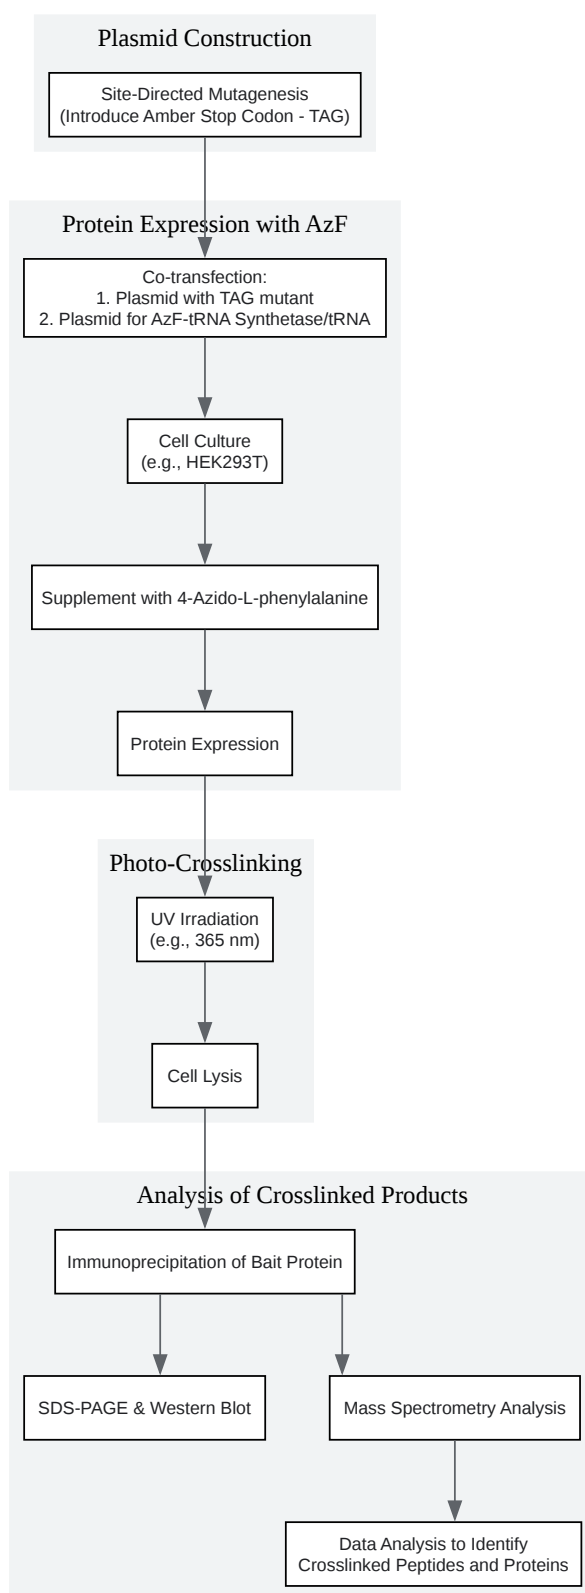 Plasmid Construction
Site-Directed Mutagenesis
(Introduce Amber Stop Codon - TAG)
Protein Expression with AzF
Co-transfection:
1. Plasmid with TAG mutant
2. Plasmid for AzF-tRNA Synthetase/tRNA
Cell Culture
(e.g., HEK293T)
Supplement with 4-Azido-L-phenylalanine
Protein Expression
Photo-Crosslinking
UV Irradiation
(e.g., 365 nm)
Cell Lysis
Analysis of Crosslinked Products
Immunoprecipitation of Bait Protein
SDS-PAGE & Western Blot
Mass Spectrometry Analysis
Data Analysis to Identify
Crosslinked Peptides and Proteins